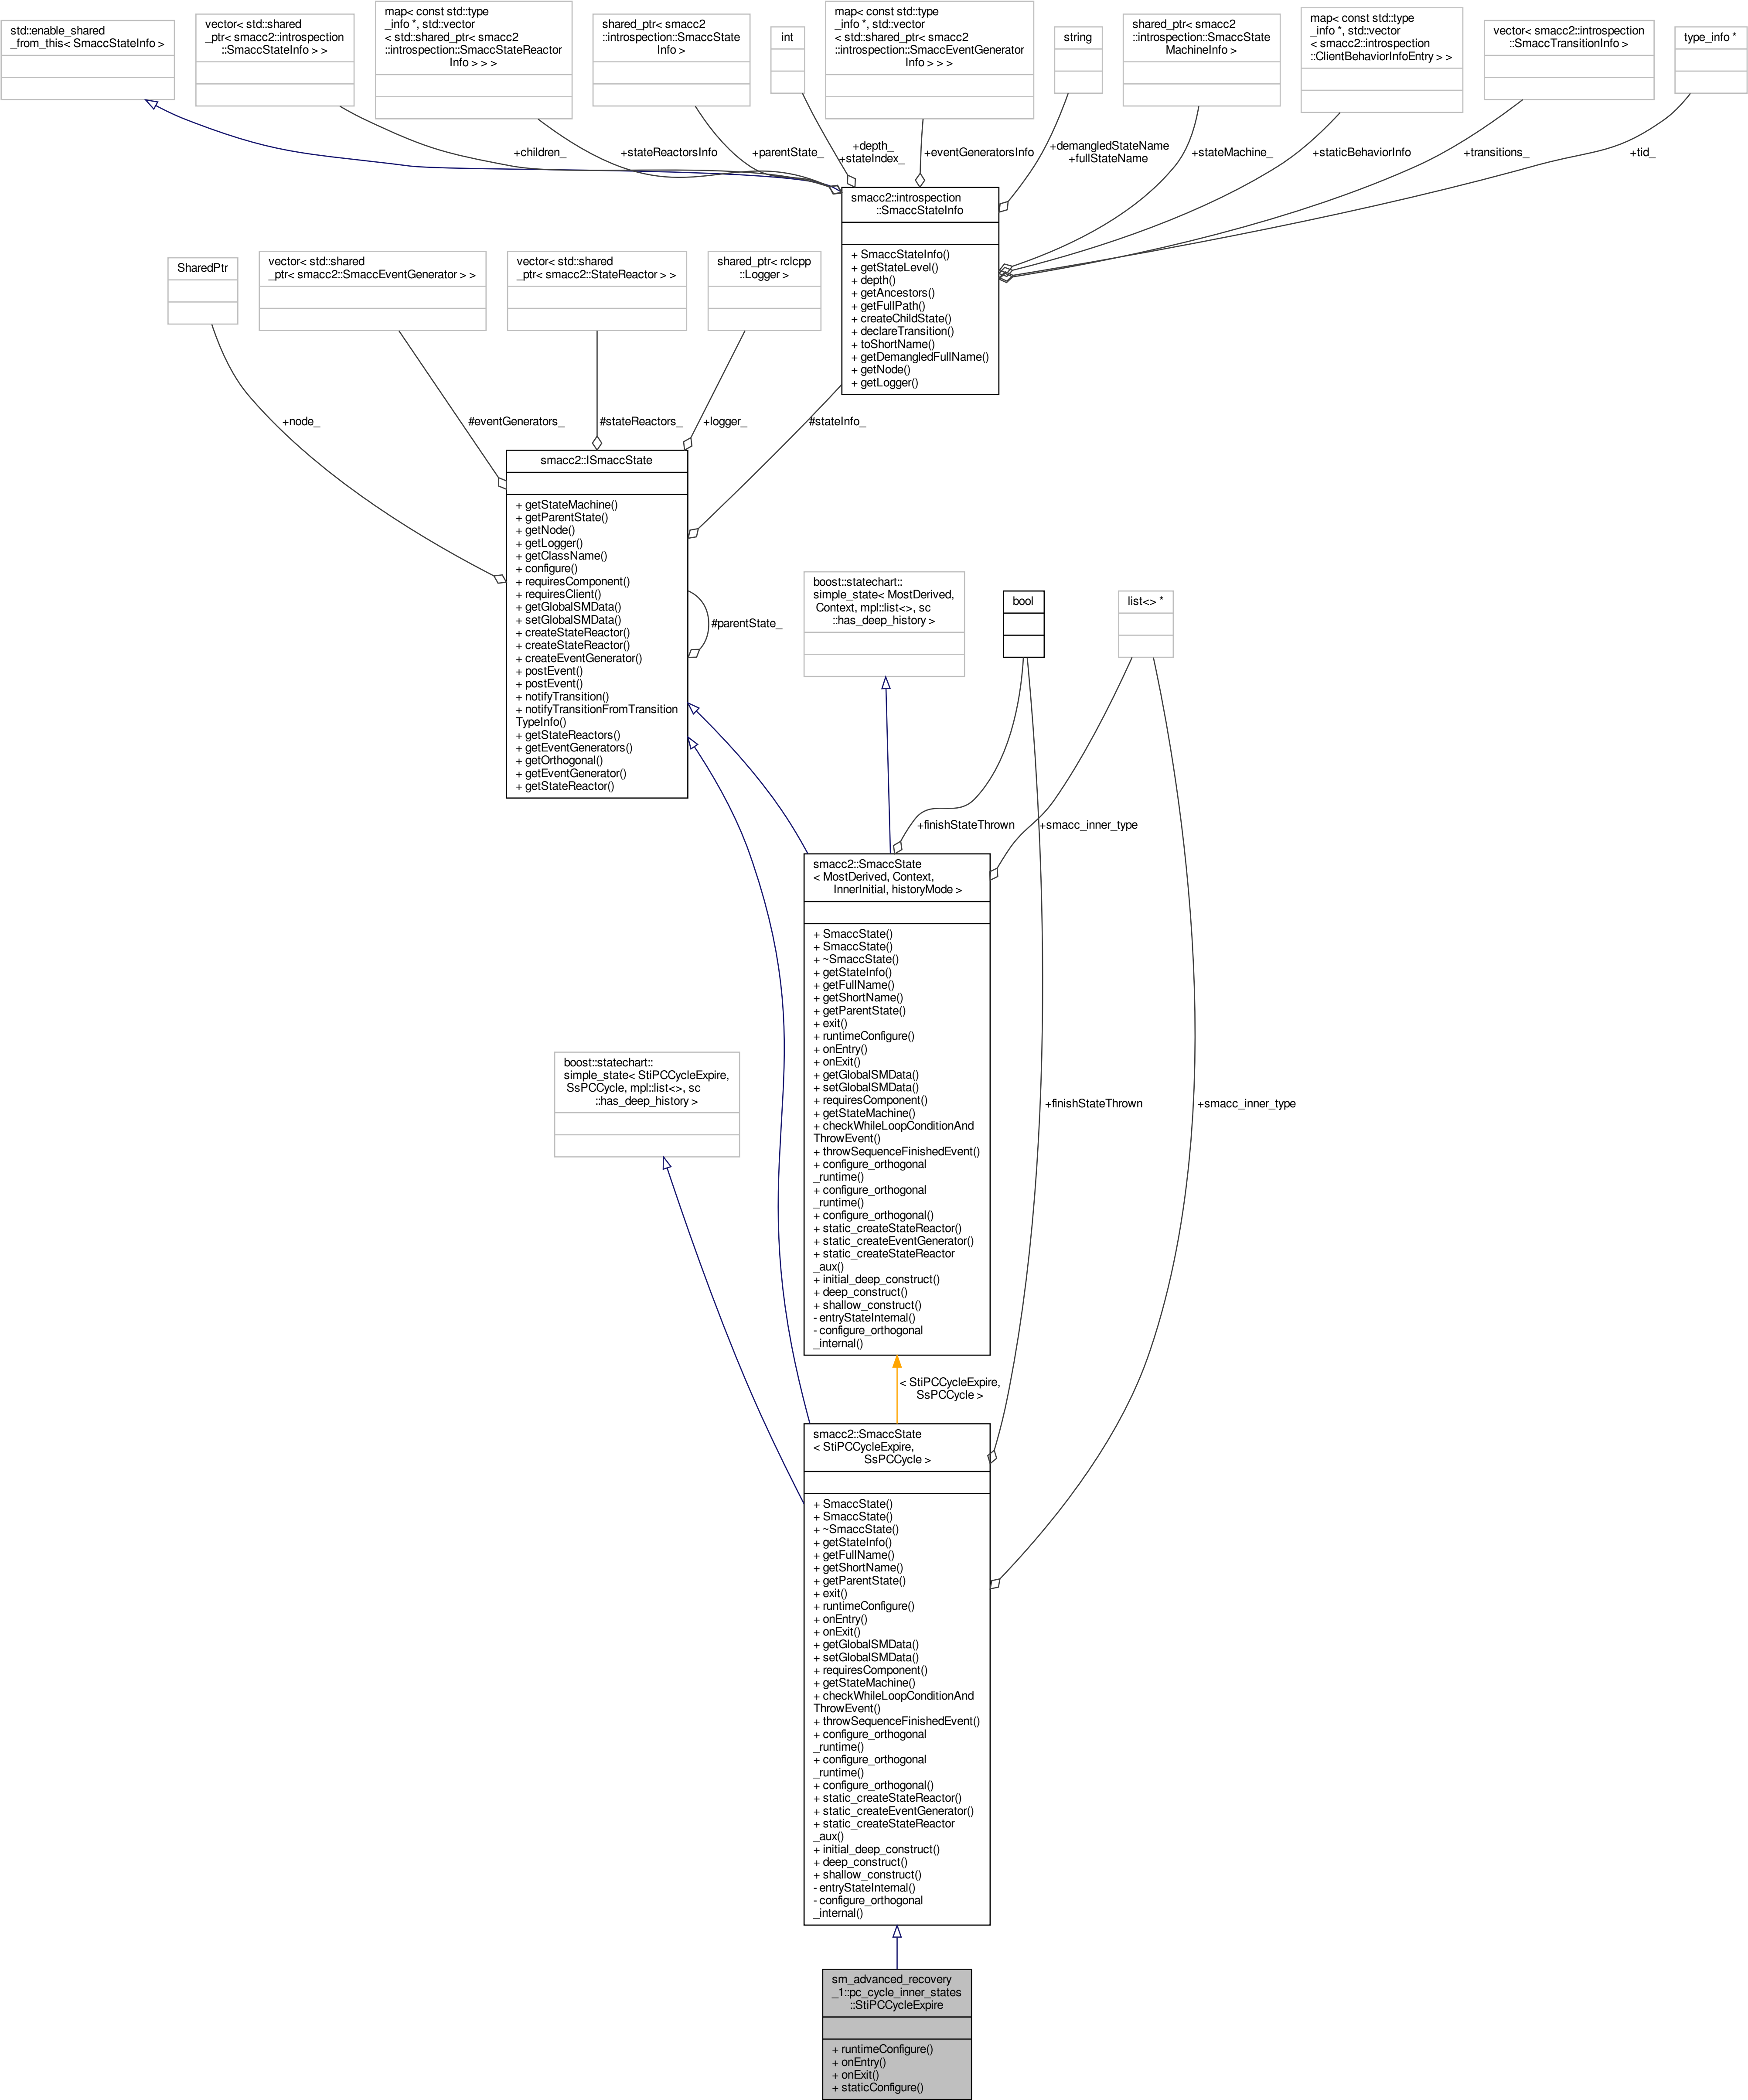 std::enable_shared
_from_this< SmaccStateInfo >
vector< std::shared
_ptr< smacc2::introspection
::SmaccStateInfo > >
map< const std::type
_info *, std::vector
< std::shared_ptr< smacc2
::introspection::SmaccStateReactor
Info > > >
shared_ptr< smacc2
::introspection::SmaccState
Info >
int
map< const std::type
_info *, std::vector
< std::shared_ptr< smacc2
::introspection::SmaccEventGenerator
Info > > >
string
shared_ptr< smacc2
::introspection::SmaccState
MachineInfo >
map< const std::type
_info *, std::vector
< smacc2::introspection
::ClientBehaviorInfoEntry > >
vector< smacc2::introspection
::SmaccTransitionInfo >
type_info *
+children_
+stateReactorsInfo
+parentState_
+depth_
+stateIndex_
+eventGeneratorsInfo
+demangledStateName
+fullStateName
+stateMachine_
+staticBehaviorInfo
+transitions_
+tid_
smacc2::introspection
::SmaccStateInfo
+ SmaccStateInfo()
+ getStateLevel()
+ depth()
+ getAncestors()
+ getFullPath()
+ createChildState()
+ declareTransition()
+ toShortName()
+ getDemangledFullName()
+ getNode()
+ getLogger()
SharedPtr
vector< std::shared
_ptr< smacc2::SmaccEventGenerator > >
vector< std::shared
_ptr< smacc2::StateReactor > >
shared_ptr< rclcpp
::Logger >
+node_
#eventGenerators_
#stateReactors_
+logger_
#stateInfo_
smacc2::ISmaccState
+ getStateMachine()
+ getParentState()
+ getNode()
+ getLogger()
+ getClassName()
+ configure()
+ requiresComponent()
+ requiresClient()
+ getGlobalSMData()
+ setGlobalSMData()
+ createStateReactor()
+ createStateReactor()
+ createEventGenerator()
+ postEvent()
+ postEvent()
+ notifyTransition()
+ notifyTransitionFromTransition
TypeInfo()
+ getStateReactors()
+ getEventGenerators()
+ getOrthogonal()
+ getEventGenerator()
+ getStateReactor()
#parentState_
boost::statechart::
simple_state< MostDerived,
Context, mpl::list<>, sc
::has_deep_history >
bool
list<> *
+finishStateThrown
+smacc_inner_type
smacc2::SmaccState
< MostDerived, Context,
InnerInitial, historyMode >
+ SmaccState()
+ SmaccState()
+ ~SmaccState()
+ getStateInfo()
+ getFullName()
+ getShortName()
+ getParentState()
+ exit()
+ runtimeConfigure()
+ onEntry()
+ onExit()
+ getGlobalSMData()
+ setGlobalSMData()
+ requiresComponent()
+ getStateMachine()
+ checkWhileLoopConditionAnd
ThrowEvent()
+ throwSequenceFinishedEvent()
+ configure_orthogonal
_runtime()
+ configure_orthogonal
_runtime()
+ configure_orthogonal()
+ static_createStateReactor()
+ static_createEventGenerator()
+ static_createStateReactor
_aux()
+ initial_deep_construct()
+ deep_construct()
+ shallow_construct()
- entryStateInternal()
- configure_orthogonal
_internal()
boost::statechart::
simple_state< StiPCCycleExpire,
SsPCCycle, mpl::list<>, sc
::has_deep_history >
+finishStateThrown
+smacc_inner_type
< StiPCCycleExpire,
SsPCCycle >
smacc2::SmaccState
< StiPCCycleExpire,
SsPCCycle >
+ SmaccState()
+ SmaccState()
+ ~SmaccState()
+ getStateInfo()
+ getFullName()
+ getShortName()
+ getParentState()
+ exit()
+ runtimeConfigure()
+ onEntry()
+ onExit()
+ getGlobalSMData()
+ setGlobalSMData()
+ requiresComponent()
+ getStateMachine()
+ checkWhileLoopConditionAnd
ThrowEvent()
+ throwSequenceFinishedEvent()
+ configure_orthogonal
_runtime()
+ configure_orthogonal
_runtime()
+ configure_orthogonal()
+ static_createStateReactor()
+ static_createEventGenerator()
+ static_createStateReactor
_aux()
+ initial_deep_construct()
+ deep_construct()
+ shallow_construct()
- entryStateInternal()
- configure_orthogonal
_internal()
sm_advanced_recovery
_1::pc_cycle_inner_states
::StiPCCycleExpire
+ runtimeConfigure()
+ onEntry()
+ onExit()
+ staticConfigure()